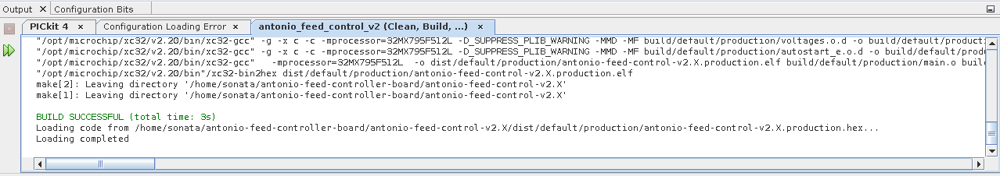 Output × Configuration Bits
PICkit 4 × Configuration Loading Error × antonio_feed_control_v2 (Clean, Build, ...) ×
"/opt/microchip/xc32/v2.20/bin/xc32-gcc" -g -x c -c -mprocessor=32MX795F512L -D_SUPPRESS_PLIB_WARNING -MMD -MF build/default/production/voltages.o.d -o build/default/product
"/opt/microchip/xc32/v2.20/bin/xc32-gcc" -g -x c -c -mprocessor=32MX795F512L -D_SUPPRESS_PLIB_WARNING -MMD -MF build/default/production/autostart_e.o.d -o build/default/prod
"/opt/microchip/xc32/v2.20/bin/xc32-gcc" -mprocessor=32MX795F512L -o dist/default/production/antonio-feed-control-v2.X.production.elf build/default/production/main.o buil
"/opt/microchip/xc32/v2.20/bin"/xc32-bin2hex dist/default/production/antonio-feed-control-v2.X.production.elf
make[2]: Leaving directory '/home/sonata/antonio-feed-controller-board/antonio-feed-control-v2.X'
make[1]: Leaving directory '/home/sonata/antonio-feed-controller-board/antonio-feed-control-v2.X'
BUILD SUCCESSFUL (total time: 3s)
Loading code from /home/sonata/antonio-feed-controller-board/antonio-feed-control-v2.X/dist/default/production/antonio-feed-control-v2.X.production.hex...
Loading completed